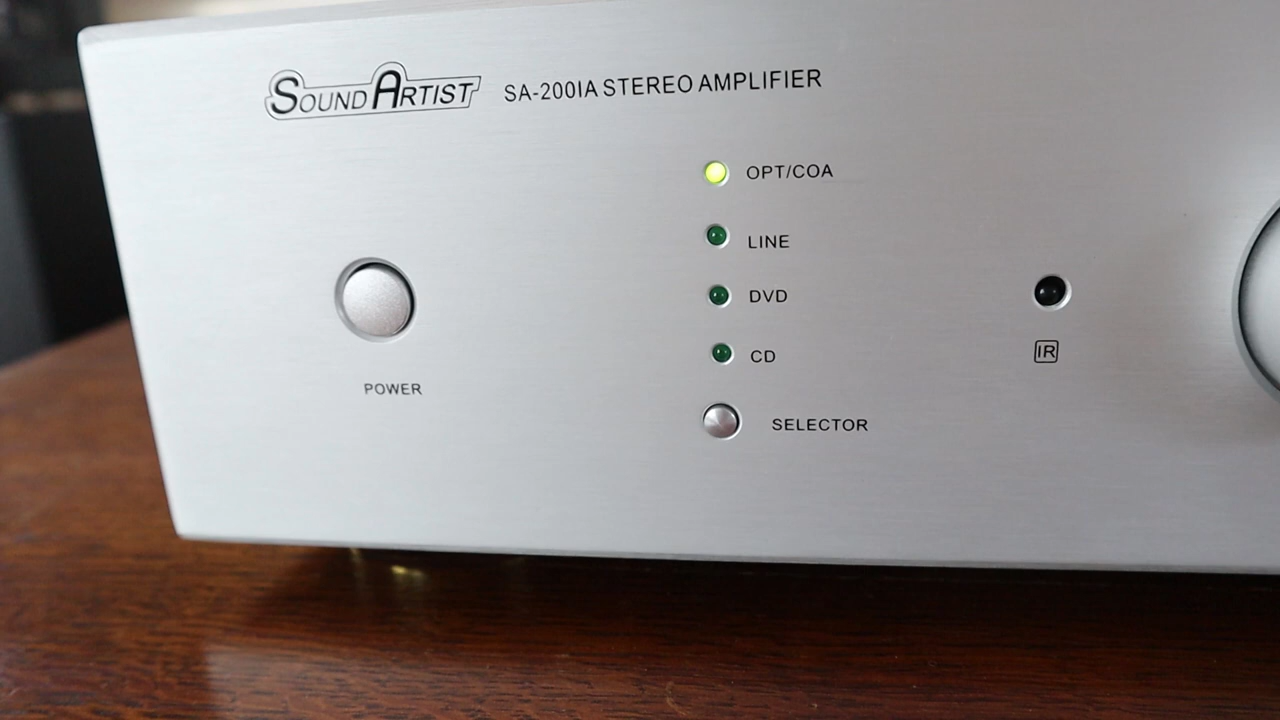 SOUND ARTIST SA-200IA STEREO AMPLIFIER
OPT/COA
LINE
DVD
CD
IR
POWER
SELECTOR